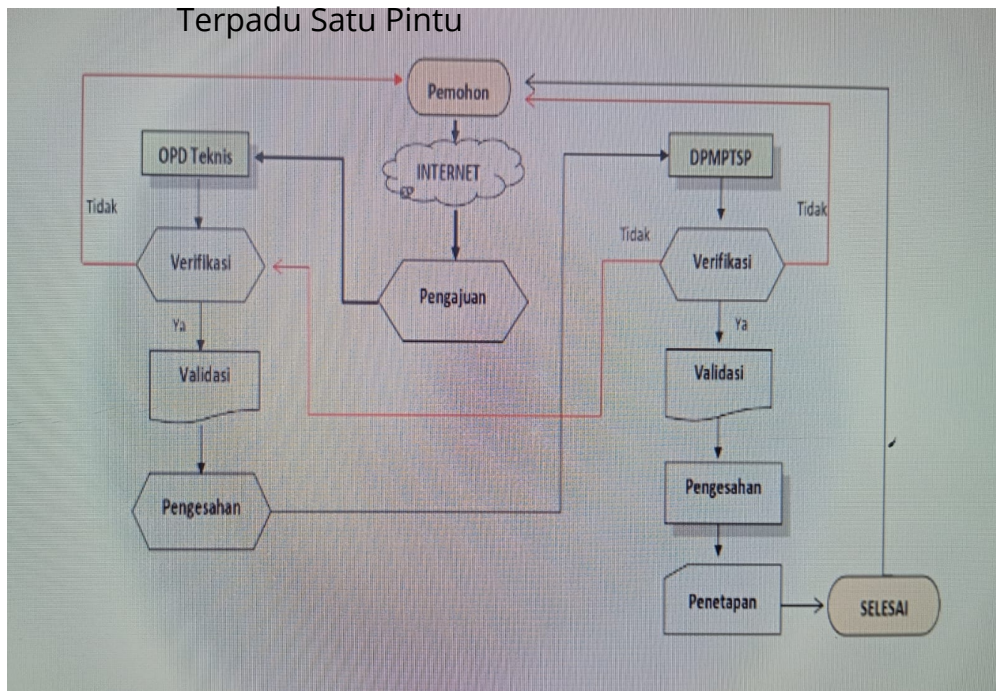 Terpadu Satu Pintu
Pemohon
OPD Teknis
INTERNET
DPMPTSP
Tidak
Tidak
Tidak
Verifikasi
Verifikasi
Pengajuan
Ya
Ya
Validasi
Validasi
Pengesahan
Pengesahan
Penetapan
SELESAI